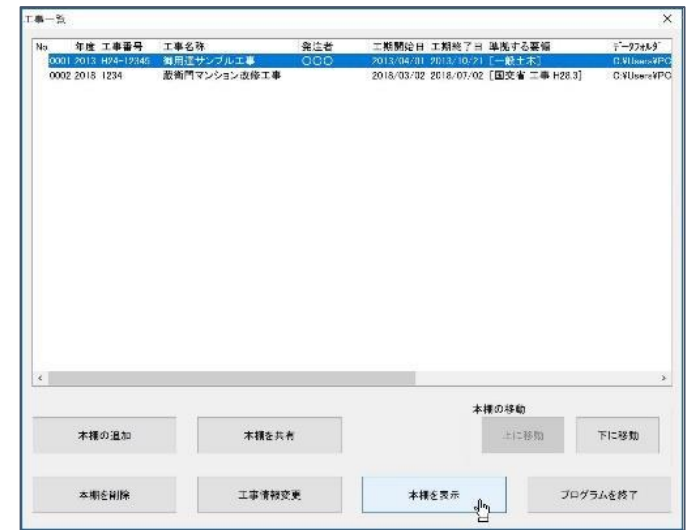 工事一覧
No 年度 工事番号 工事名称 発注者 工期開始日 工期終了日 準拠する要領 データフォルダ
0001 2013 H24-12345 御用達サンプル工事 〇〇〇 2013/04/01 2013/10/21 [一般土木] C:¥Users¥PC
0002 2018 1234 蔵衛門マンション改修工事 2018/03/02 2018/07/02 [国交省 工事 H28.3] C:¥Users¥PC
本棚の移動
本棚の追加 本棚を共有 上に移動 下に移動
本棚を削除 工事情報変更 本棚を表示 プログラムを終了